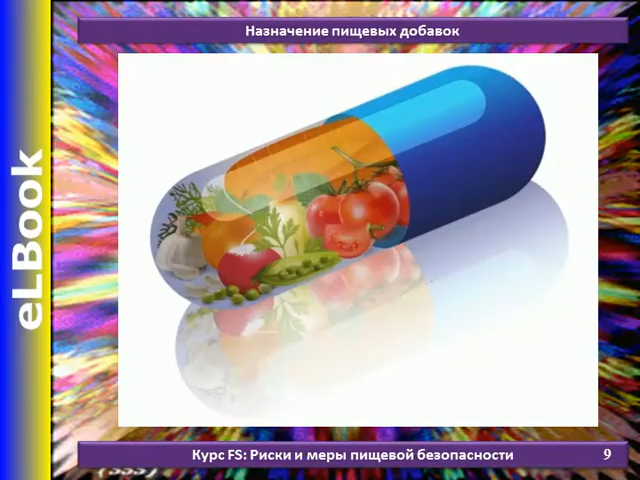 Назначение пищевых добавок
eLBook
Курс FS: Риски и меры пищевой безопасности 9